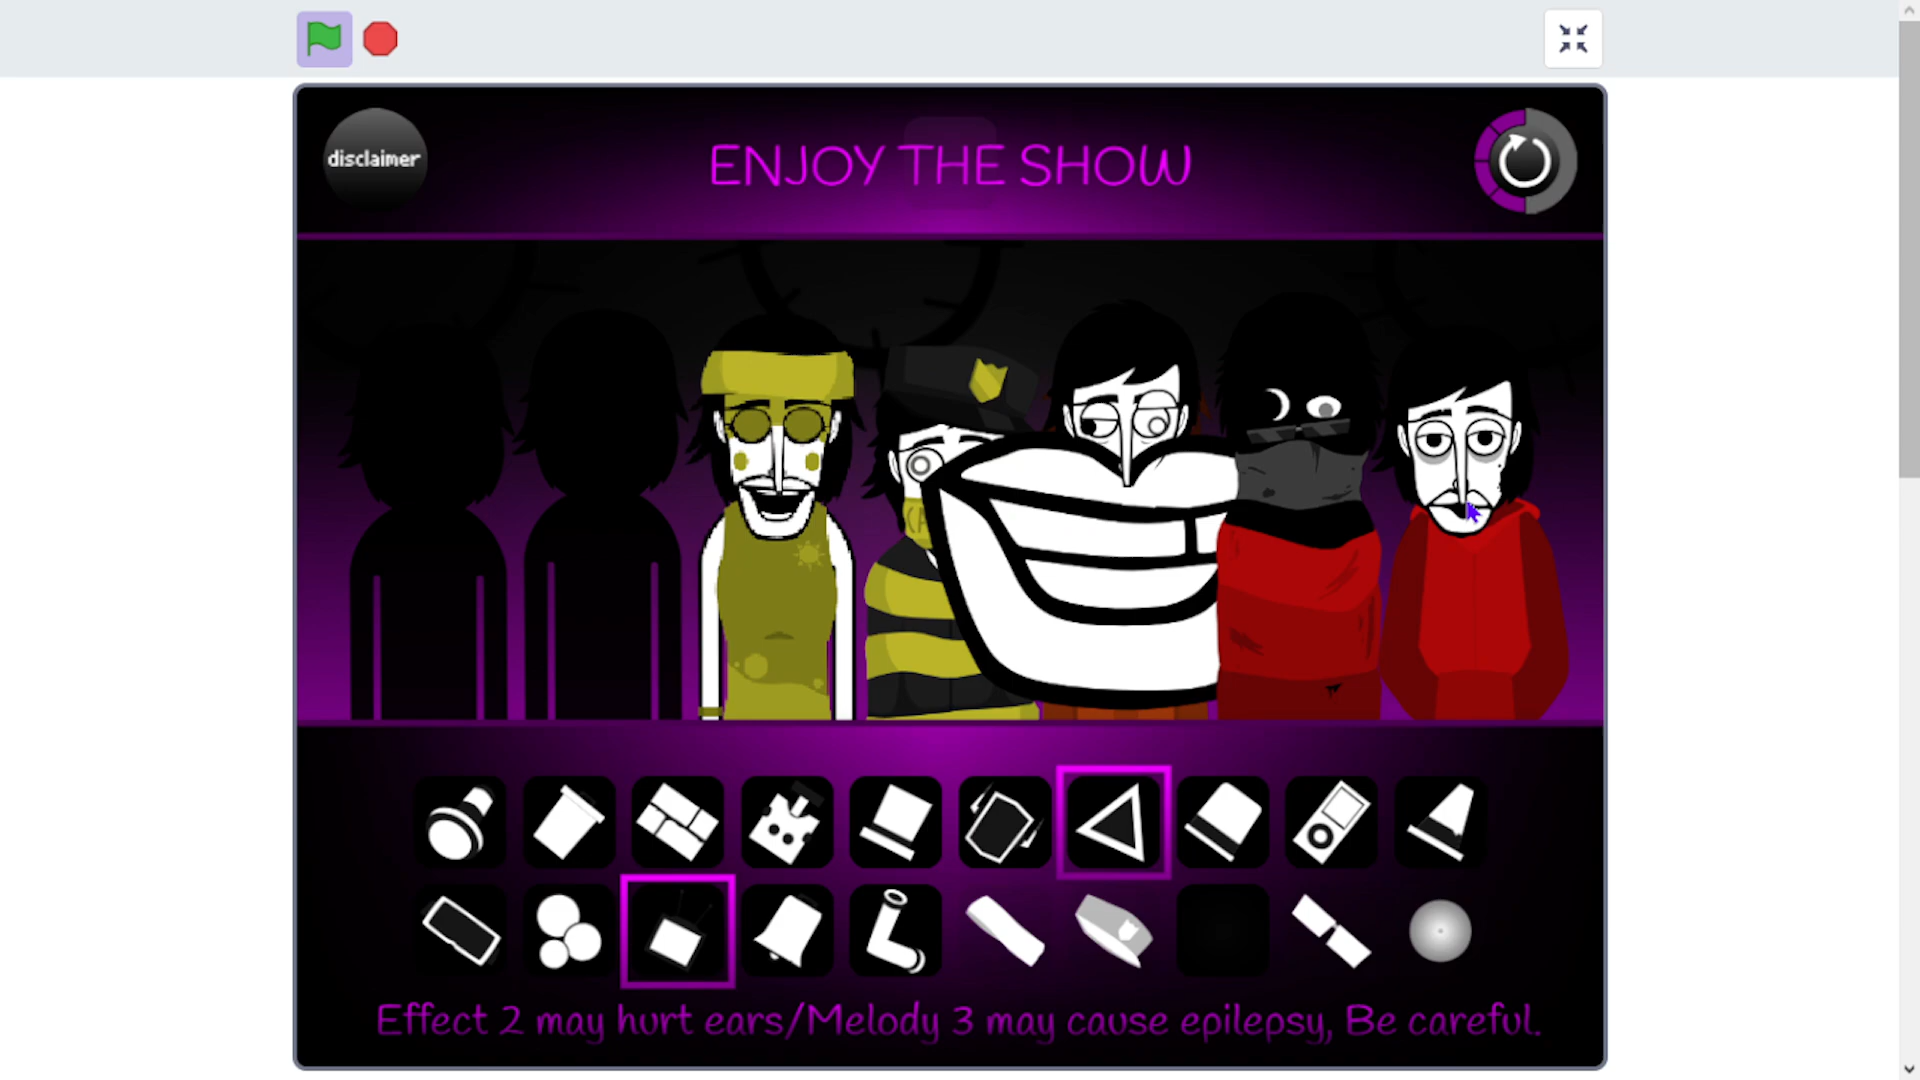 disclaimer
ENJOY THE SHOW
Effect 2 may hurt ears/Melody 3 may cause epilepsy, Be careful.